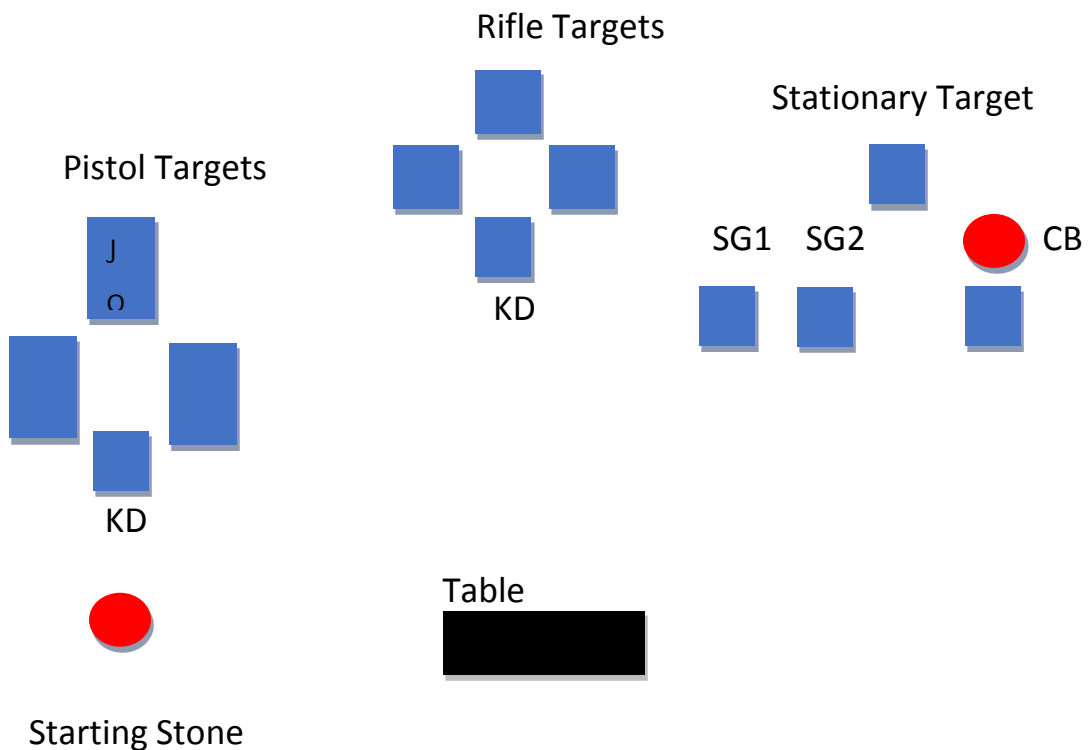 Rifle Targets
Stationary Target
Pistol Targets
SG1 SG2 CB
J
O
KD
KD
Table
Starting Stone